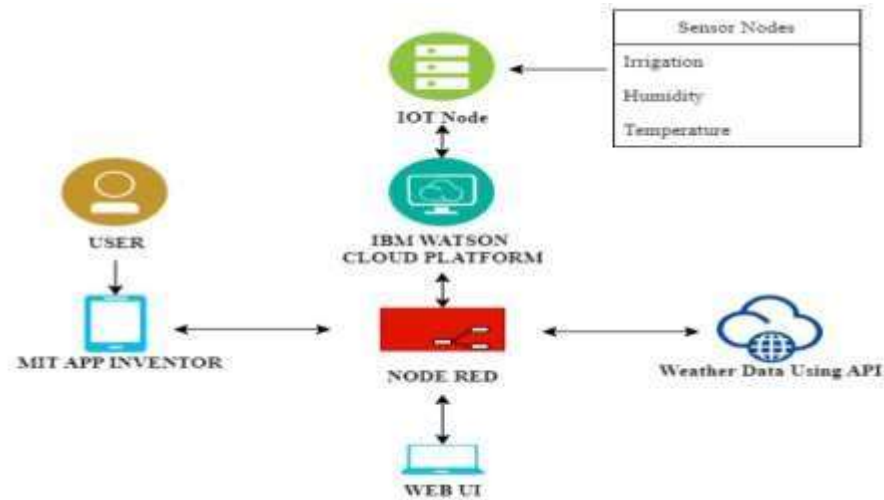 Sensor Nodes
Irrigation
Humidity
Temperature
IOT Node
USER
IBM WATSON
CLOUD PLATFORM
MIT APP INVENTOR
NODE RED
Weather Data Using API
WEB UI